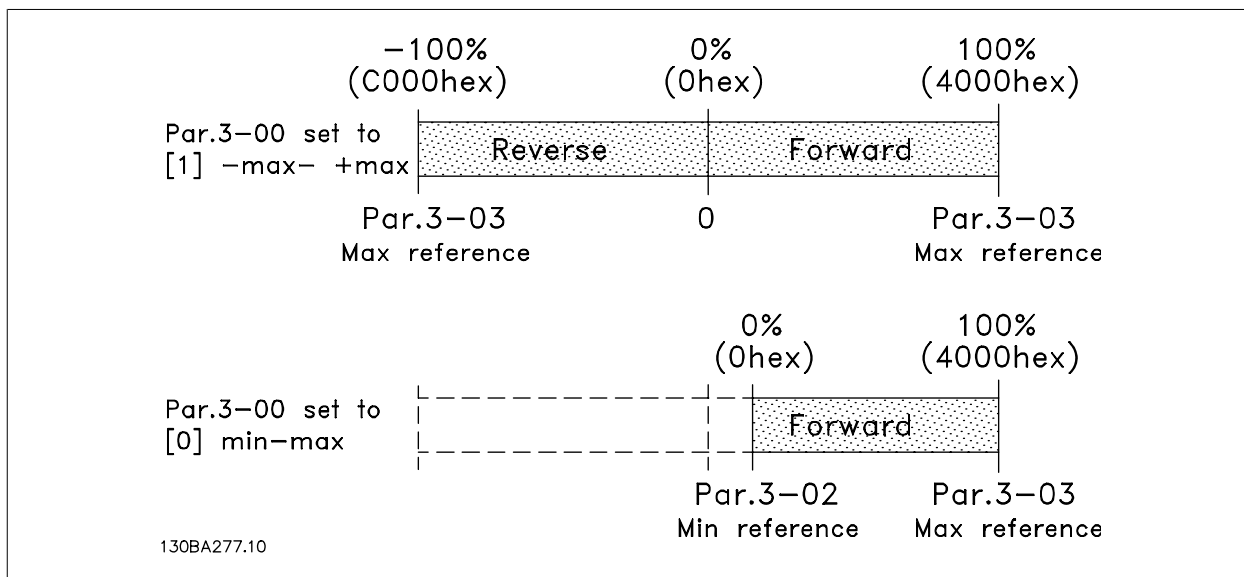 -100% 0% 100%
(C000hex) (0hex) (4000hex)
Par.3-00 set to
[1] -max- +max
Reverse Forward
Par.3-03 0 Par.3-03
Max reference Max reference
0% 100%
(0hex) (4000hex)
Par.3-00 set to
[0] min-max
Forward
Par.3-02 Par.3-03
Min reference Max reference
130BA277.10